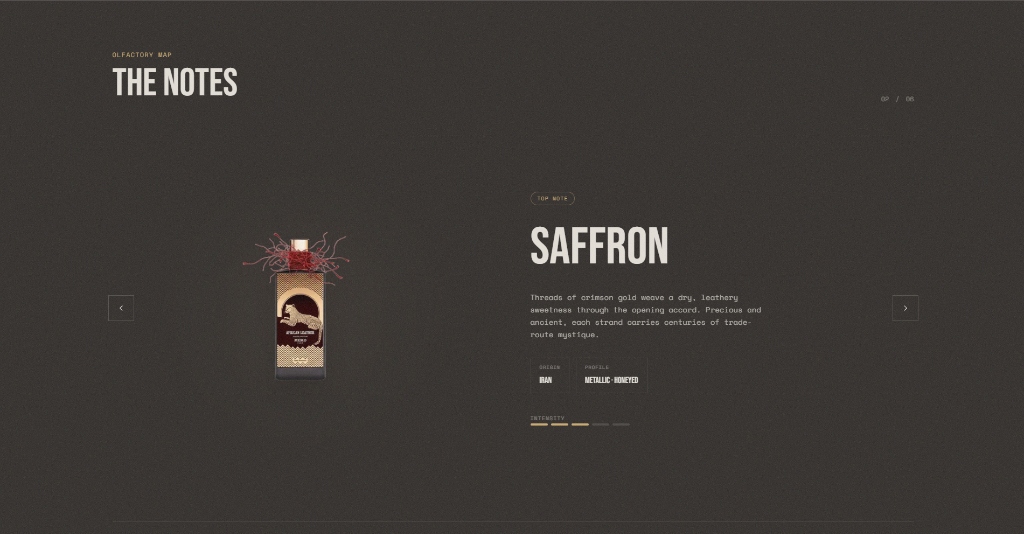 OLFACTORY MAP
THE NOTES
TOP NOTE
SAFFRON
Threads of crimson gold weave a dry, leathery
sweetness through the opening accord. Precious and
ancient, each strand carries centuries of trade-
route mystique.
ORIGIN
PROFILE
IRAN
METALLIC · HONEYED
INTENSITY